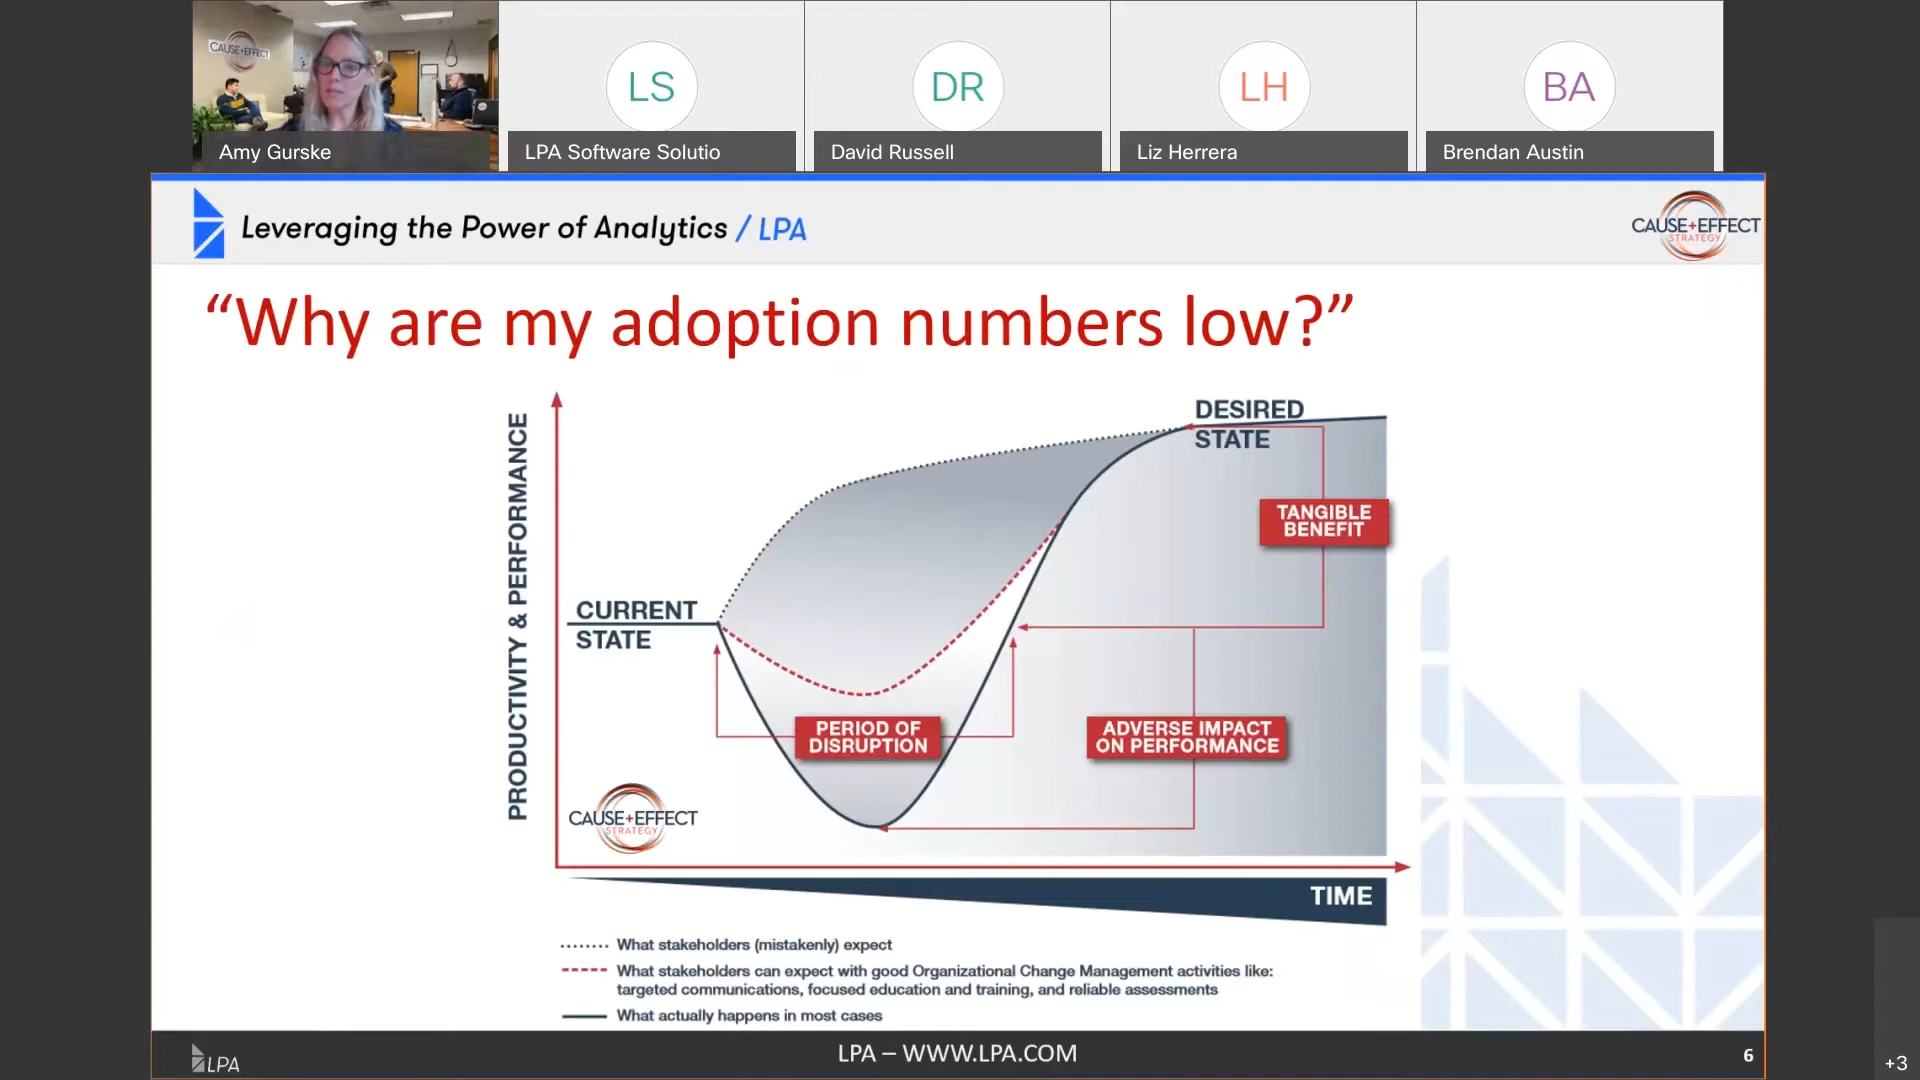 CAUSE+EFFECT
LS
DR
LH
BA
Amy Gurske
LPA Software Solutio
David Russell
Liz Herrera
Brendan Austin
Leveraging the Power of Analytics / LPA
CAUSE+EFFECT
STRATEGY
“Why are my adoption numbers low?”
PRODUCTIVITY & PERFORMANCE
DESIRED
STATE
TANGIBLE
BENEFIT
CURRENT
STATE
PERIOD OF
DISRUPTION
ADVERSE IMPACT
ON PERFORMANCE
CAUSE+EFFECT
STRATEGY
TIME
What stakeholders (mistakenly) expect
What stakeholders can expect with good Organizational Change Management activities like:
targeted communications, focused education and training, and reliable assessments
What actually happens in most cases
LPA
LPA – WWW.LPA.COM
6
+3